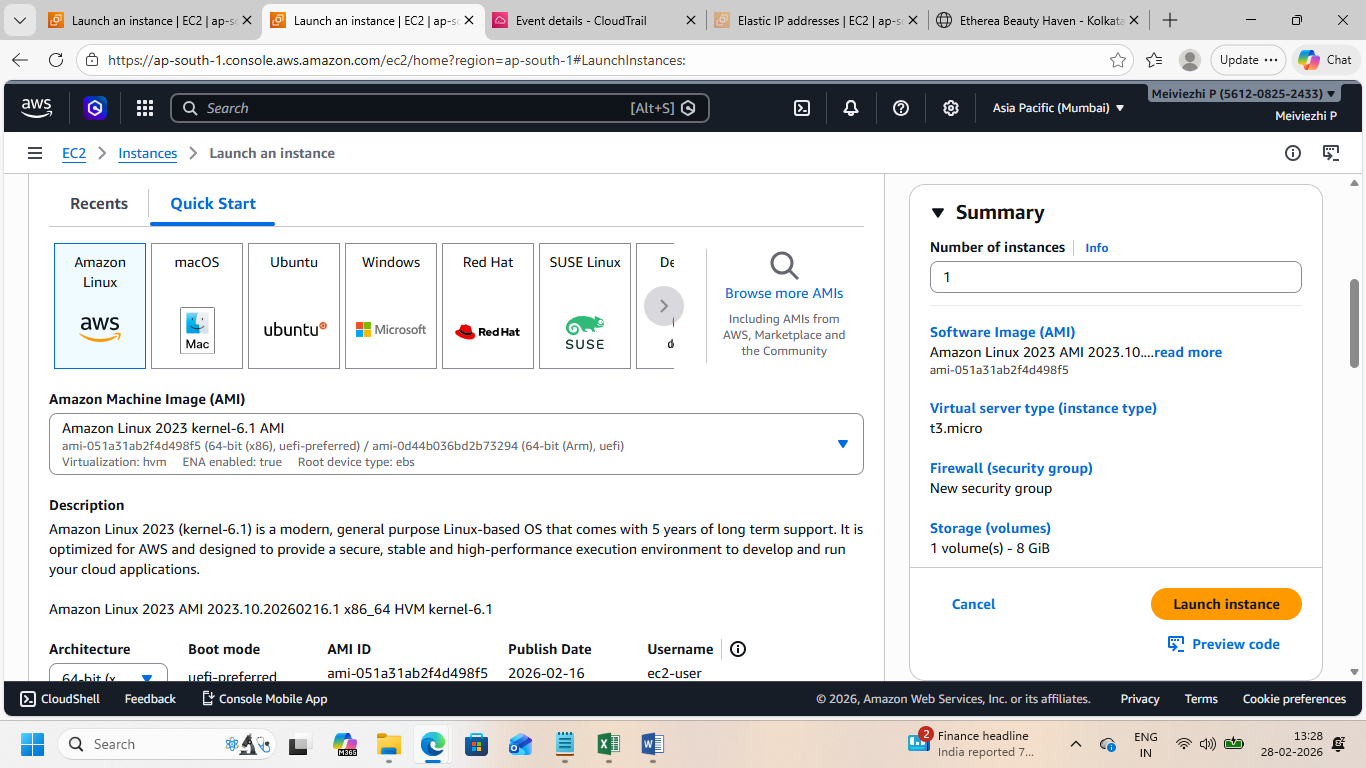 Launch an instance | EC2 | ap-s
Launch an instance | EC2 | ap-s
Event details - CloudTrail
Elastic IP addresses | EC2 | ap-s
Etherea Beauty Haven - Kolkata
https://ap-south-1.console.aws.amazon.com/ec2/home?region=ap-south-1#LaunchInstances:
Update
Chat
aws
Search
[Alt+S]
Asia Pacific (Mumbai)
Meiviezhi P (5612-0825-2433)
Meiviezhi P
EC2
Instances
Launch an instance
Recents
Quick Start
Amazon Linux
aws
macOS
Mac
Ubuntu
ubuntu
Windows
Microsoft
Red Hat
Red Hat
SUSE Linux
SUSE
De
Browse more AMIs
Including AMIs from
AWS, Marketplace and
the Community
Amazon Machine Image (AMI)
Amazon Linux 2023 kernel-6.1 AMI
ami-051a31ab2f4d498f5 (64-bit (x86), uefi-preferred) / ami-0d44b036bd2b73294 (64-bit (Arm), uefi)
Virtualization: hvm ENA enabled: true Root device type: ebs
Description
Amazon Linux 2023 (kernel-6.1) is a modern, general purpose Linux-based OS that comes with 5 years of long term support. It is
optimized for AWS and designed to provide a secure, stable and high-performance execution environment to develop and run
your cloud applications.
Amazon Linux 2023 AMI 2023.10.20260216.1 x86_64 HVM kernel-6.1
Architecture
Boot mode
AMI ID
Publish Date
Username
64-bit (x
uefi-preferred
ami-051a31ab2f4d498f5
2026-02-16
ec2-user
Summary
Number of instances
Info
1
Software Image (AMI)
Amazon Linux 2023 AMI 2023.10....read more
ami-051a31ab2f4d498f5
Virtual server type (instance type)
t3.micro
Firewall (security group)
New security group
Storage (volumes)
1 volume(s) - 8 GiB
Cancel
Launch instance
Preview code
CloudShell
Feedback
Console Mobile App
© 2026, Amazon Web Services, Inc. or its affiliates.
Privacy
Terms
Cookie preferences
Search
M365
2
Finance headline
India reported 7...
ENG
IN
13:28
28-02-2026